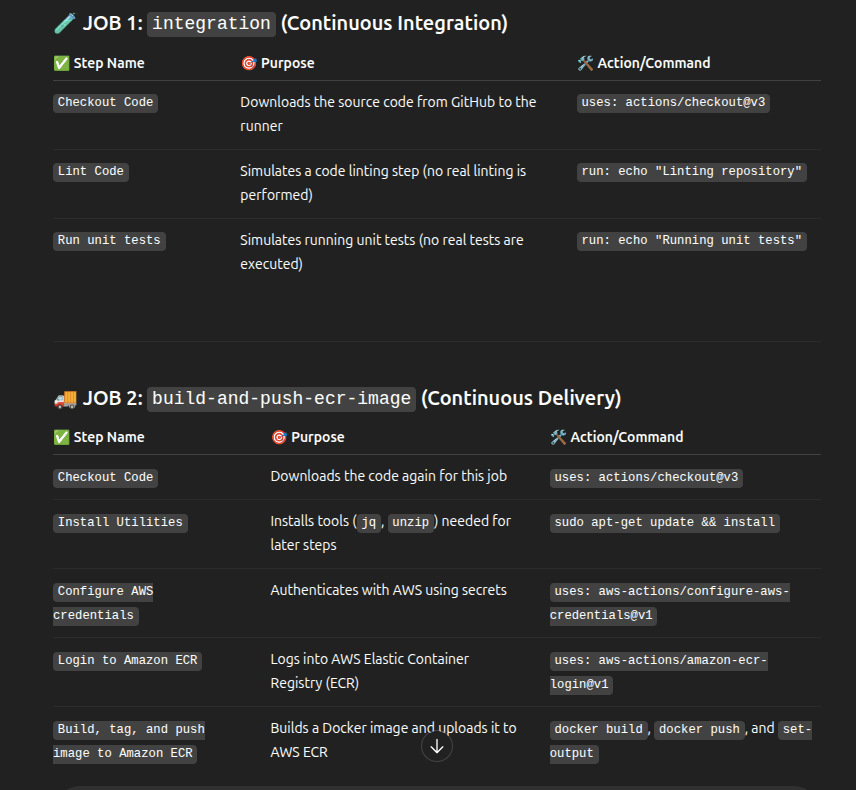 🧪 JOB 1: integration (Continuous Integration)
✅ Step Name 🎯 Purpose 🛠️ Action/Command
Checkout Code Downloads the source code from GitHub to the uses: actions/checkout@v3
runner
Lint Code Simulates a code linting step (no real linting is run: echo "Linting repository"
performed)
Run unit tests Simulates running unit tests (no real tests are run: echo "Running unit tests"
executed)
🚚 JOB 2: build-and-push-ecr-image (Continuous Delivery)
✅ Step Name 🎯 Purpose 🛠️ Action/Command
Checkout Code Downloads the code again for this job uses: actions/checkout@v3
Install Utilities Installs tools (jq, unzip) needed for sudo apt-get update && install
later steps
Configure AWS Authenticates with AWS using secrets uses: aws-actions/configure-aws-
credentials credentials@v1
Login to Amazon ECR Logs into AWS Elastic Container uses: aws-actions/amazon-ecr-
Registry (ECR) login@v1
Build, tag, and push Builds a Docker image and uploads it to docker build, docker push, and set-
image to Amazon ECR AWS ECR output